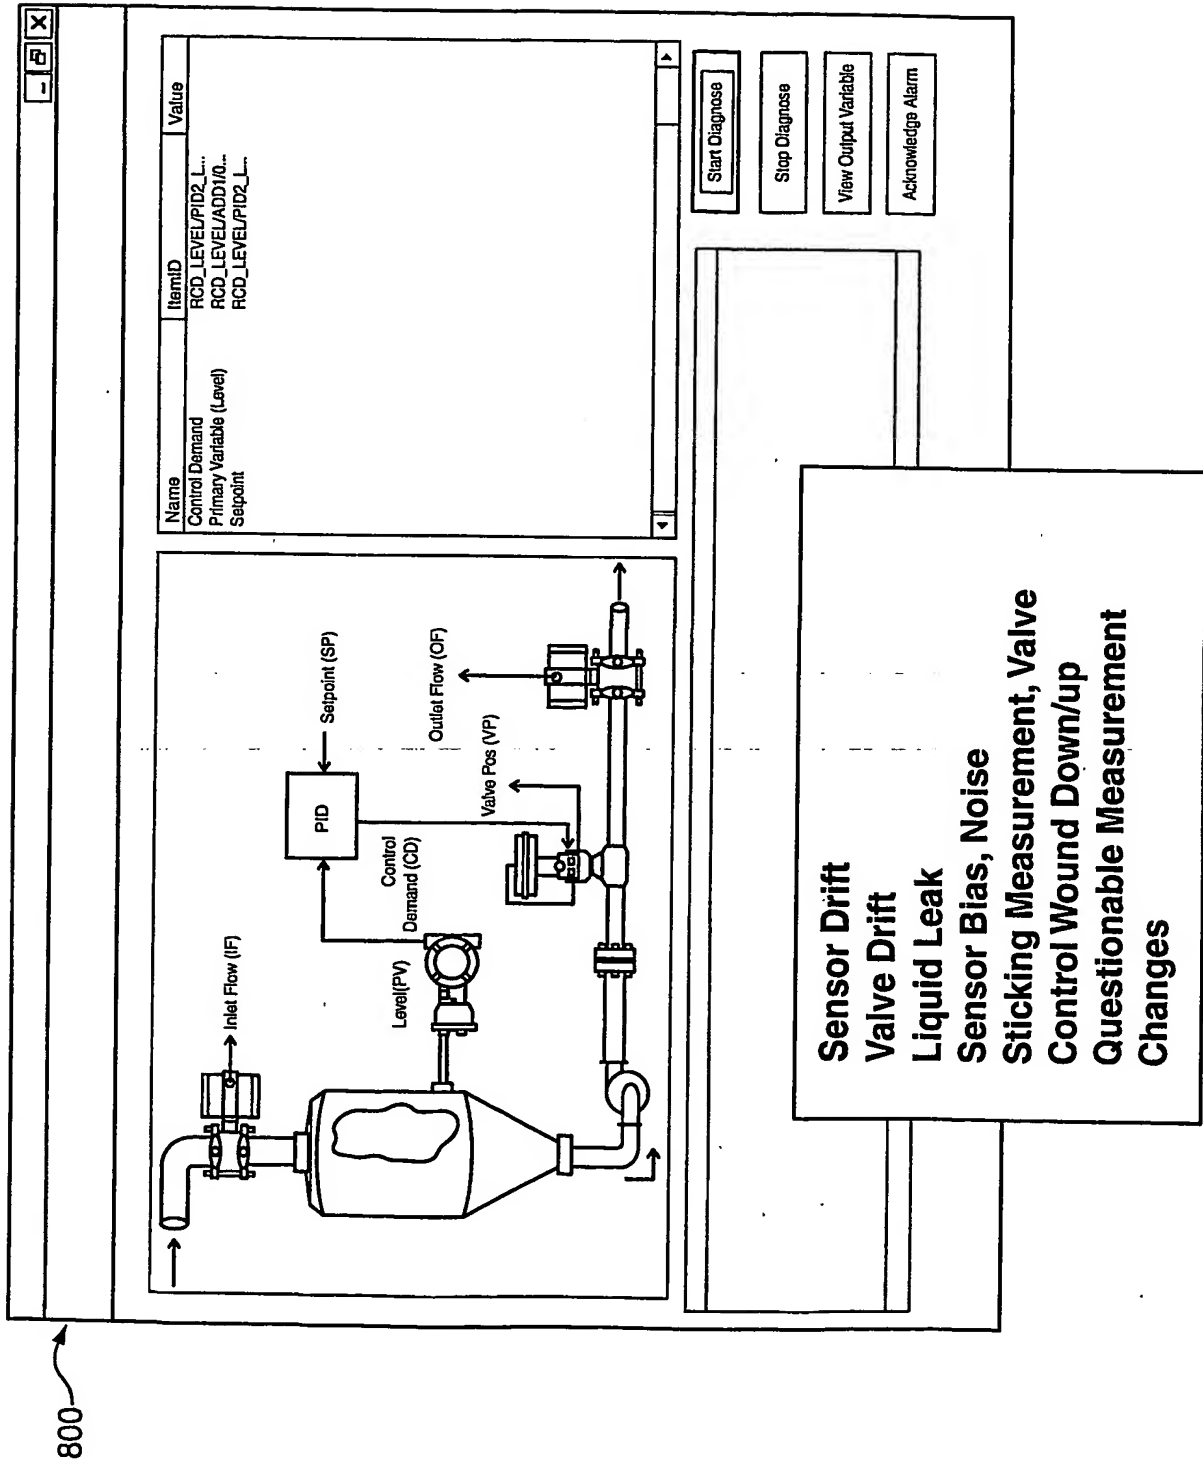 800
Inlet Flow (IF)
Level(PV)
Control
Demand (CD)
PID
Setpoint (SP)
Valve Pos (VP)
Outlet Flow (OF)
Name ItemID Value
Control Demand RCD_LEVEL/PID2_L...
Primary Variable (Level) RCD_LEVEL/ADD1/0...
Setpoint RCD_LEVEL/PID2_L...
Start Diagnose
Stop Diagnose
View Output Variable
Acknowledge Alarm
Sensor Drift
Valve Drift
Liquid Leak
Sensor Bias, Noise
Sticking Measurement, Valve
Control Wound Down/up
Questionable Measurement
Changes